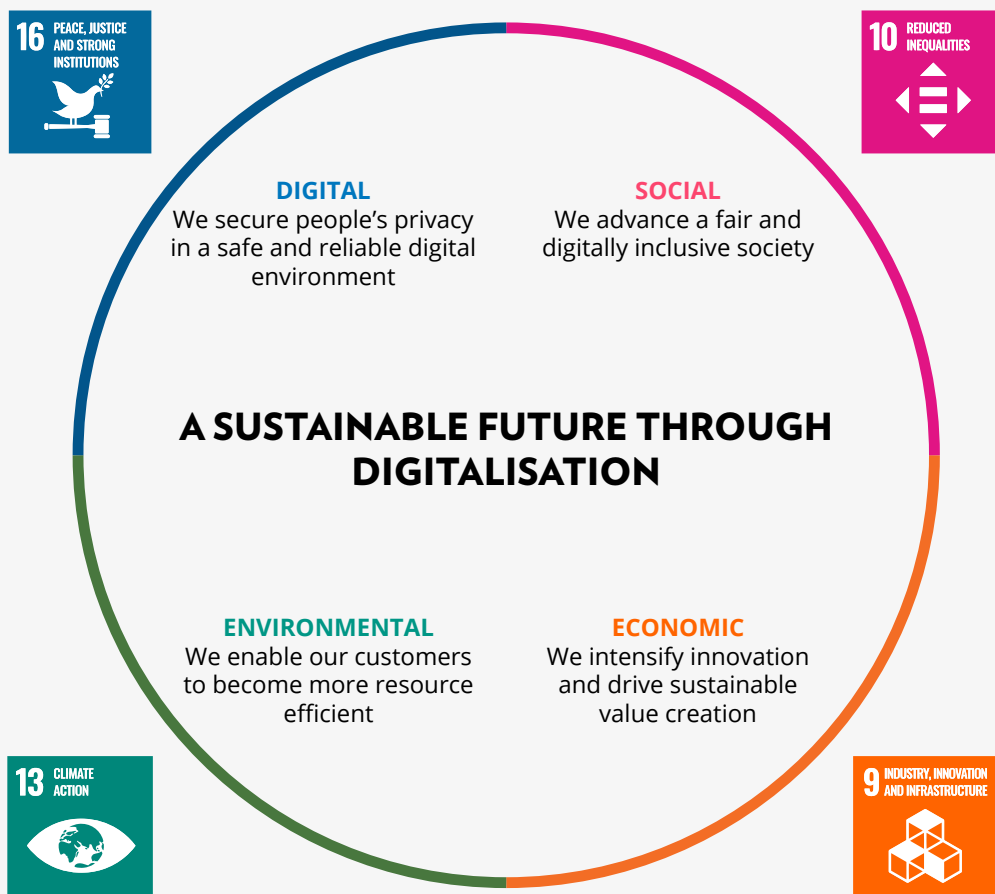 16 PEACE, JUSTICE
AND STRONG
INSTITUTIONS
10 REDUCED
INEQUALITIES
DIGITAL
We secure people’s privacy
in a safe and reliable digital
environment
SOCIAL
We advance a fair and
digitally inclusive society
A SUSTAINABLE FUTURE THROUGH
DIGITALISATION
ENVIRONMENTAL
We enable our customers
to become more resource
efficient
ECONOMIC
We intensify innovation
and drive sustainable
value creation
13 CLIMATE
ACTION
9 INDUSTRY, INNOVATION
AND INFRASTRUCTURE